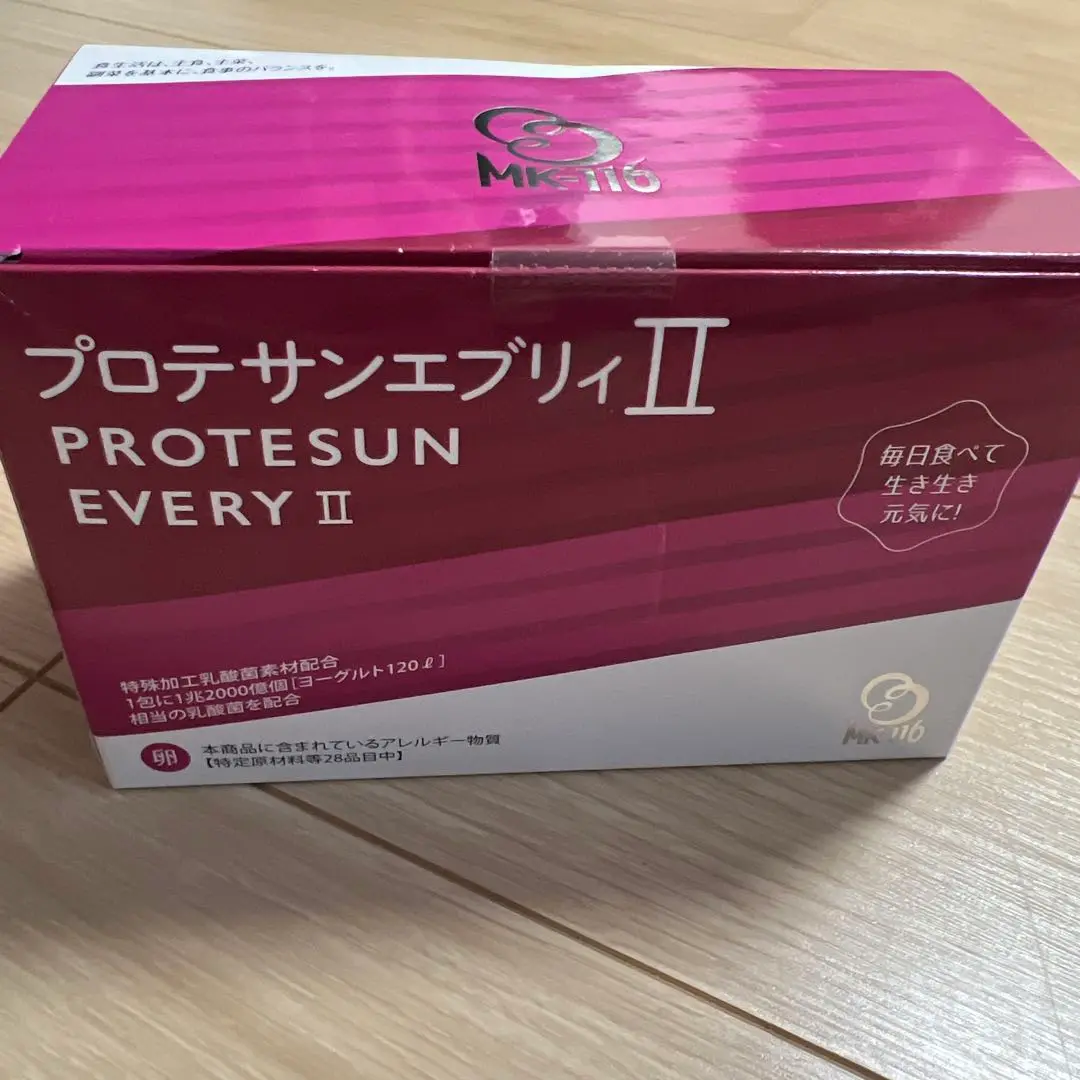 食生活は、主食、主菜、
副菜を基本に、食事のバランスを。
MK-116
プロテサンエブリィⅡ
PROTESUN
EVERY Ⅱ
毎日食べて
生き生き
元気に!
特殊加工乳酸菌素材配合
1包に1兆2000億個[ヨーグルト120ℓ]
相当の乳酸菌を配合
MK-116
卵 本商品に含まれているアレルギー物質
【特定原材料等28品目中】